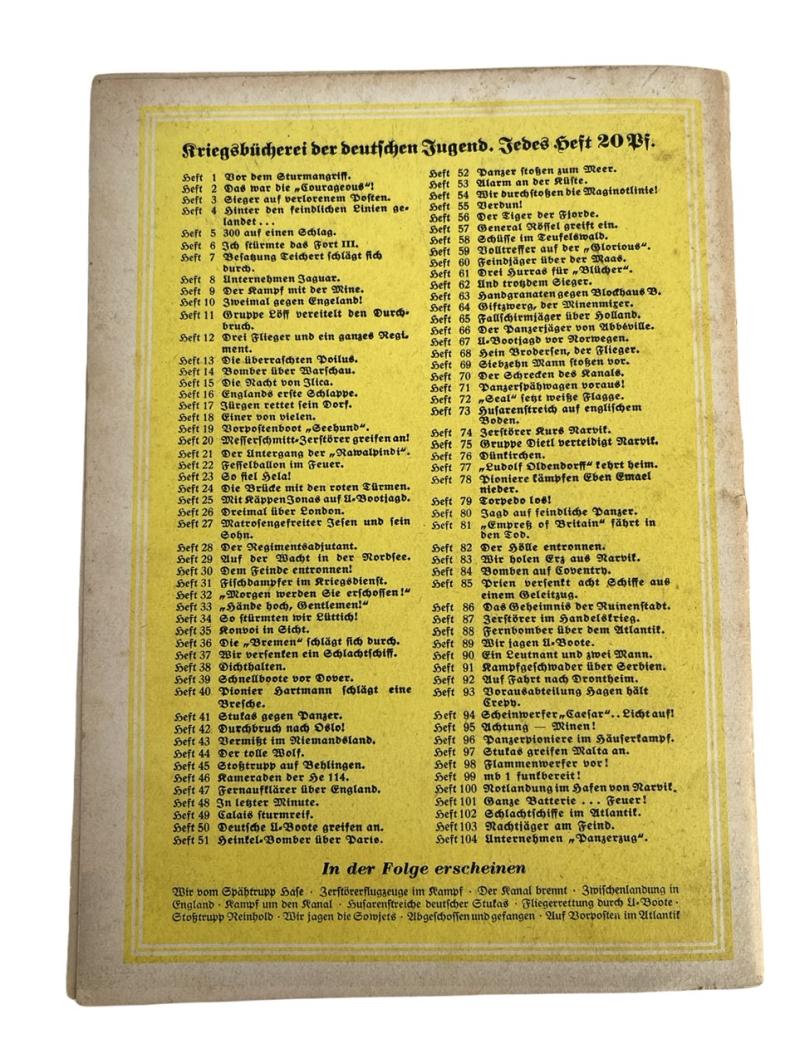 Kriegsbücherei der deutschen Jugend. Jedes Heft 20 Pf.
Heft 1 Vor dem Sturmangriff.
Heft 2 Das war die „Courageous“!
Heft 3 Sieger auf verlorenem Posten.
Heft 4 Hinter den feindlichen Linien ge-
landet ...
Heft 5 300 auf einen Schlag.
Heft 6 Ich stürmte das Fort III.
Heft 7 Besatzung Teichert schlägt sich
durch.
Heft 8 Unternehmen Jaguar.
Heft 9 Der Kampf mit der Mine.
Heft 10 Zweimal gegen Engeland!
Heft 11 Gruppe Löff vereitelt den Durch-
bruch.
Heft 12 Drei Flieger und ein ganzes Regi-
ment.
Heft 13 Die überraschten Poilus.
Heft 14 Bomber über Warschau.
Heft 15 Die Nacht von Ilica.
Heft 16 Englands erste Schlappe.
Heft 17 Jürgen rettet sein Dorf.
Heft 18 Einer von vielen.
Heft 19 Vorpostenboot „Seehund“.
Heft 20 Messerschmitt-Zerstörer greifen an!
Heft 21 Der Untergang der „Rawalpindi“.
Heft 22 Fesselballon im Feuer.
Heft 23 So fiel Hela!
Heft 24 Die Brücke mit den roten Türmen.
Heft 25 Mit Käppen Jonas auf U-Bootjagd.
Heft 26 Dreimal über London.
Heft 27 Matrosengefreiter Jesen und sein
Sohn.
Heft 28 Der Regimentsadjutant.
Heft 29 Auf der Wacht in der Nordsee.
Heft 30 Dem Feinde entronnen!
Heft 31 Fischdampfer im Kriegsdienst.
Heft 32 „Morgen werden Sie erschossen!“
Heft 33 „Hände hoch, Gentlemen!“
Heft 34 So stürmten wir Lüttich!
Heft 35 Konvoi in Sicht.
Heft 36 Die „Bremen“ schlägt sich durch.
Heft 37 Wir versenken ein Schlachtschiff.
Heft 38 Dichthalten.
Heft 39 Schnellboote vor Dover.
Heft 40 Pionier Hartmann schlägt eine
Bresche.
Heft 41 Stukas gegen Panzer.
Heft 42 Durchbruch nach Oslo!
Heft 43 Vermißt im Niemandsland.
Heft 44 Der tolle Wolf.
Heft 45 Stoßtrupp auf Behlingen.
Heft 46 Kameraden der He 114.
Heft 47 Fernaufklärer über England.
Heft 48 In letzter Minute.
Heft 49 Calais sturmreif.
Heft 50 Deutsche U-Boote greifen an.
Heft 51 Heinkel-Bomber über Paris.
Heft 52 Panzer stoßen zum Meer.
Heft 53 Alarm an der Küste.
Heft 54 Wir durchstoßen die Maginotlinie!
Heft 55 Verdun!
Heft 56 Der Tiger der Fjorde.
Heft 57 General Rössel greift ein.
Heft 58 Schüsse im Teufelswald.
Heft 59 Volltreffer auf der „Glorious“.
Heft 60 Feindjäger über der Maas.
Heft 61 Drei Hurras für „Blücher“.
Heft 62 Und trotzdem Sieger.
Heft 63 Handgranaten gegen Blockhaus B.
Heft 64 Giftzwerg, der Minenmixer.
Heft 65 Fallschirmjäger über Holland.
Heft 66 Der Panzerjäger von Abbéville.
Heft 67 U-Bootjagd vor Norwegen.
Heft 68 Hein Brodersen, der Flieger.
Heft 69 Siebzehn Mann stoßen vor.
Heft 70 Der Schrecken des Kanals.
Heft 71 Panzerspähwagen voraus!
Heft 72 „Seal“ setzt weiße Flagge.
Heft 73 Husarenstreich auf englischem
Boden.
Heft 74 Zerstörer Kurs Narvik.
Heft 75 Gruppe Dietl verteidigt Narvik.
Heft 76 Dünkirchen.
Heft 77 „Ludolf Oldendorff“ kehrt heim.
Heft 78 Pioniere kämpfen Eben Emael
nieder.
Heft 79 Torpedo los!
Heft 80 Jagd auf feindliche Panzer.
Heft 81 „Empreß of Britain“ fährt in
den Tod.
Heft 82 Der Hölle entronnen.
Heft 83 Wir holen Erz aus Narvik.
Heft 84 Bomben auf Coventry.
Heft 85 Prien versenkt acht Schiffe aus
einem Geleitzug.
Heft 86 Das Geheimnis der Ruinenstadt.
Heft 87 Zerstörer im Handelskrieg.
Heft 88 Fernbomber über dem Atlantik.
Heft 89 Wir jagen U-Boote.
Heft 90 Ein Leutnant und zwei Mann.
Heft 91 Kampfgeschwader über Serbien.
Heft 92 Auf Fahrt nach Drontheim.
Heft 93 Vorausabteilung Hagen hält
Crepy.
Heft 94 Scheinwerfer „Caesar“ .. Licht auf!
Heft 95 Achtung — Minen!
Heft 96 Panzerpioniere im Häuserkampf.
Heft 97 Stukas greifen Malta an.
Heft 98 Flammenwerfer vor!
Heft 99 mb 1 funkbereit!
Heft 100 Notlandung im Hafen von Narvik.
Heft 101 Ganze Batterie ... Feuer!
Heft 102 Schlachtschiffe im Atlantik.
Heft 103 Nachtjäger am Feind.
Heft 104 Unternehmen „Panzerzug“.
In der Folge erscheinen
Wir vom Spähtrupp Hase · Zerstörerflugzeuge im Kampf · Der Kanal brennt · Zwischenlandung in
England · Kampf um den Kanal · Husarenstreiche deutscher Stukas · Fliegerrettung durch U-Boote ·
Stoßtrupp Reinhold · Wir jagen die Sowjets · Abgeschossen und gefangen · Auf Vorposten im Atlantik